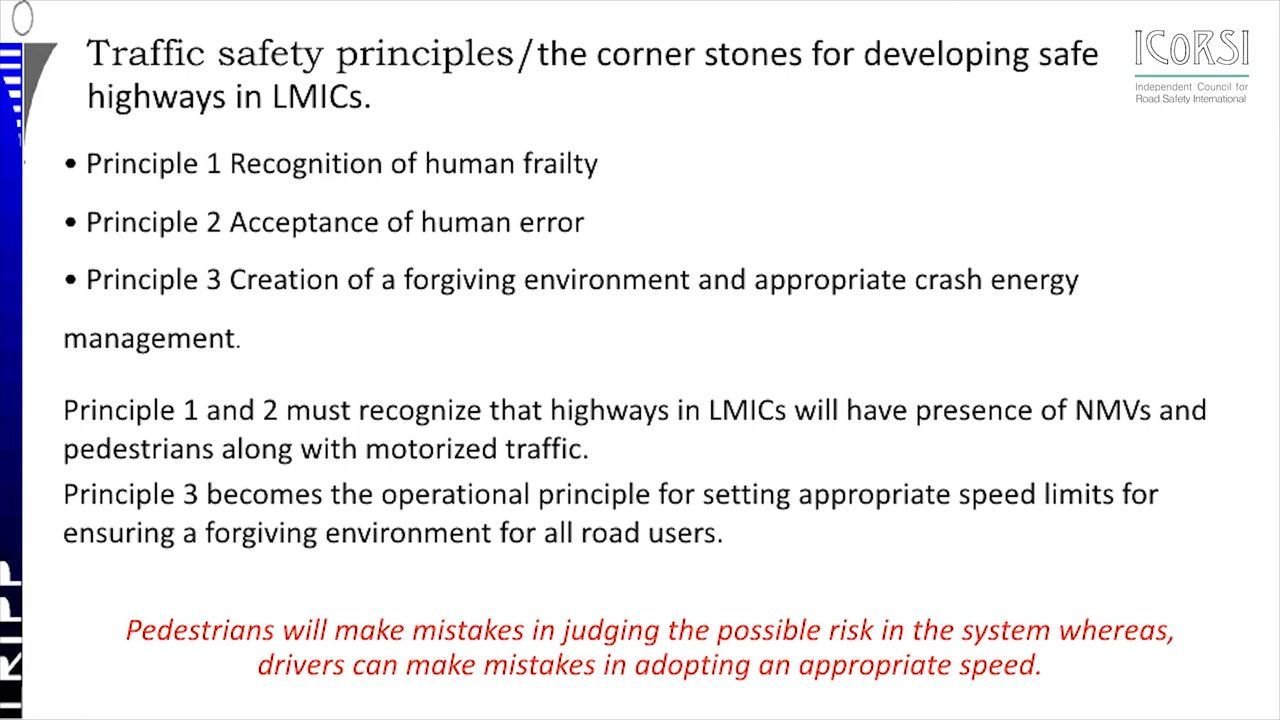 Traffic safety principles/the corner stones for developing safe
highways in LMICs.
ICoRSI
Independent Council for
Road Safety International
• Principle 1 Recognition of human frailty
• Principle 2 Acceptance of human error
• Principle 3 Creation of a forgiving environment and appropriate crash energy
management.
Principle 1 and 2 must recognize that highways in LMICs will have presence of NMVs and
pedestrians along with motorized traffic.
Principle 3 becomes the operational principle for setting appropriate speed limits for
ensuring a forgiving environment for all road users.
Pedestrians will make mistakes in judging the possible risk in the system whereas,
drivers can make mistakes in adopting an appropriate speed.
TRIPP